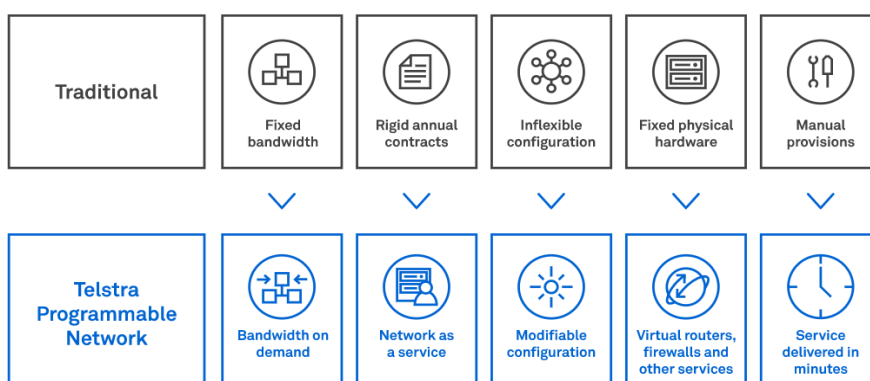 Traditional
Fixed
bandwidth
Rigid annual
contracts
Inflexible
configuration
Fixed physical
hardware
Manual
provisions
Telstra
Programmable
Network
Bandwidth on
demand
Network as
a service
Modifiable
configuration
Virtual routers,
firewalls and
other services
Service
delivered in
minutes